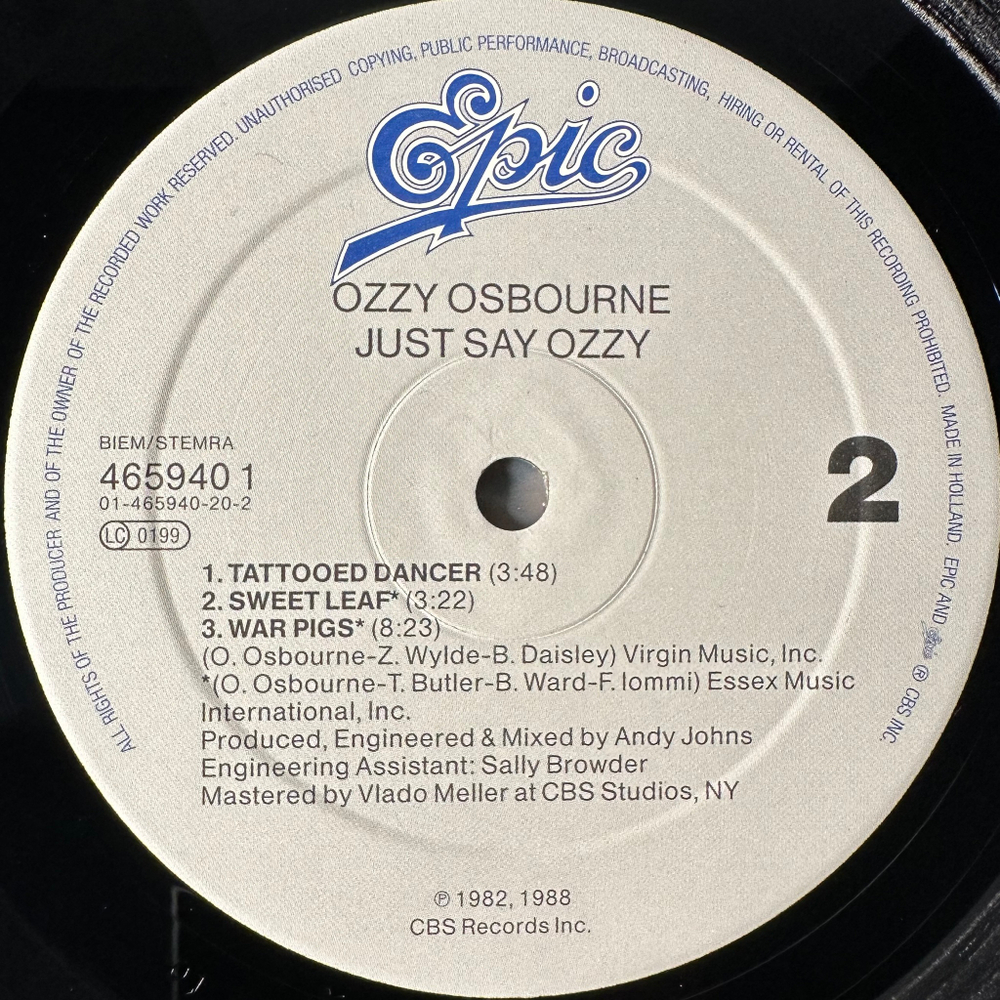 ALL RIGHTS OF THE PRODUCER AND OF THE OWNER OF THE RECORDED WORK RESERVED. UNAUTHORISED COPYING, PUBLIC PERFORMANCE, BROADCASTING, HIRING OR RENTAL OF THIS RECORDING PROHIBITED. MADE IN HOLLAND. EPIC AND Epic ® CBS INC.
Epic
OZZY OSBOURNE
JUST SAY OZZY
BIEM/STEMRA
465940 1
01-465940-20-2
LC 0199
2
1. TATTOOED DANCER (3:48)
2. SWEET LEAF* (3:22)
3. WAR PIGS* (8:23)
(O. Osbourne-Z. Wylde-B. Daisley) Virgin Music, Inc.
*(O. Osbourne-T. Butler-B. Ward-F. Iommi) Essex Music
International, Inc.
Produced, Engineered & Mixed by Andy Johns
Engineering Assistant: Sally Browder
Mastered by Vlado Meller at CBS Studios, NY
℗ 1982, 1988
CBS Records Inc.